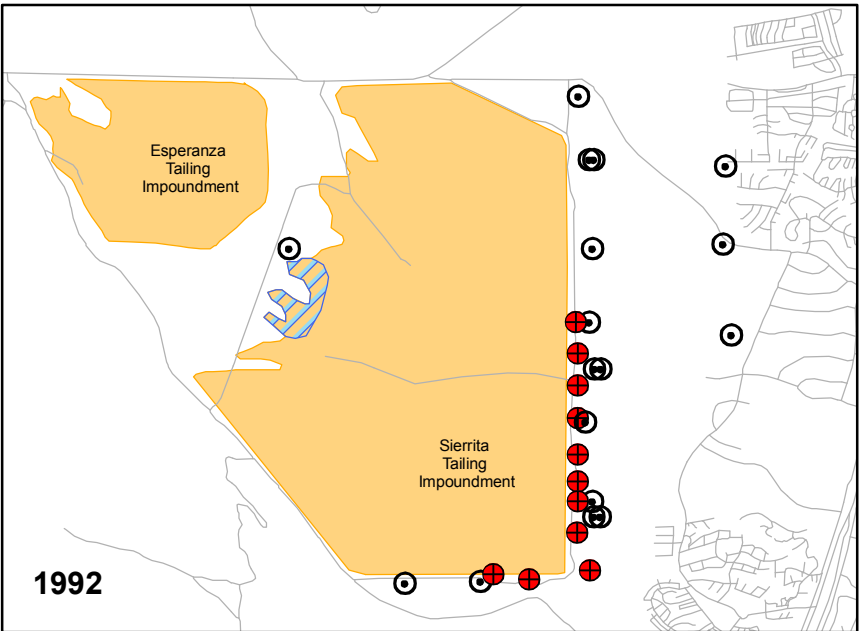 Esperanza
Tailing
Impoundment
Sierrita
Tailing
Impoundment
1992